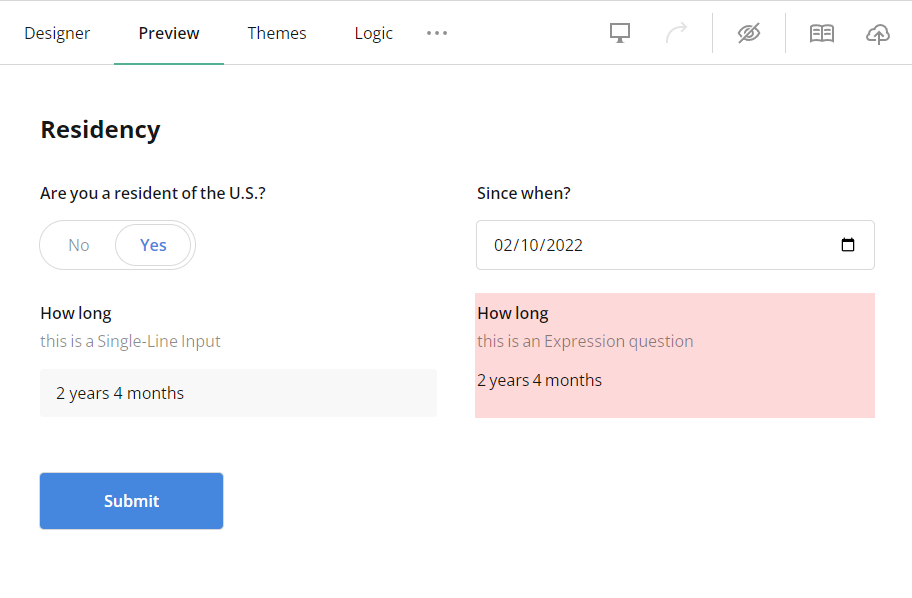 Designer Preview Themes Logic
Residency
Are you a resident of the U.S.?
No Yes
Since when?
02/10/2022
How long
this is a Single-Line Input
2 years 4 months
How long
this is an Expression question
2 years 4 months
Submit